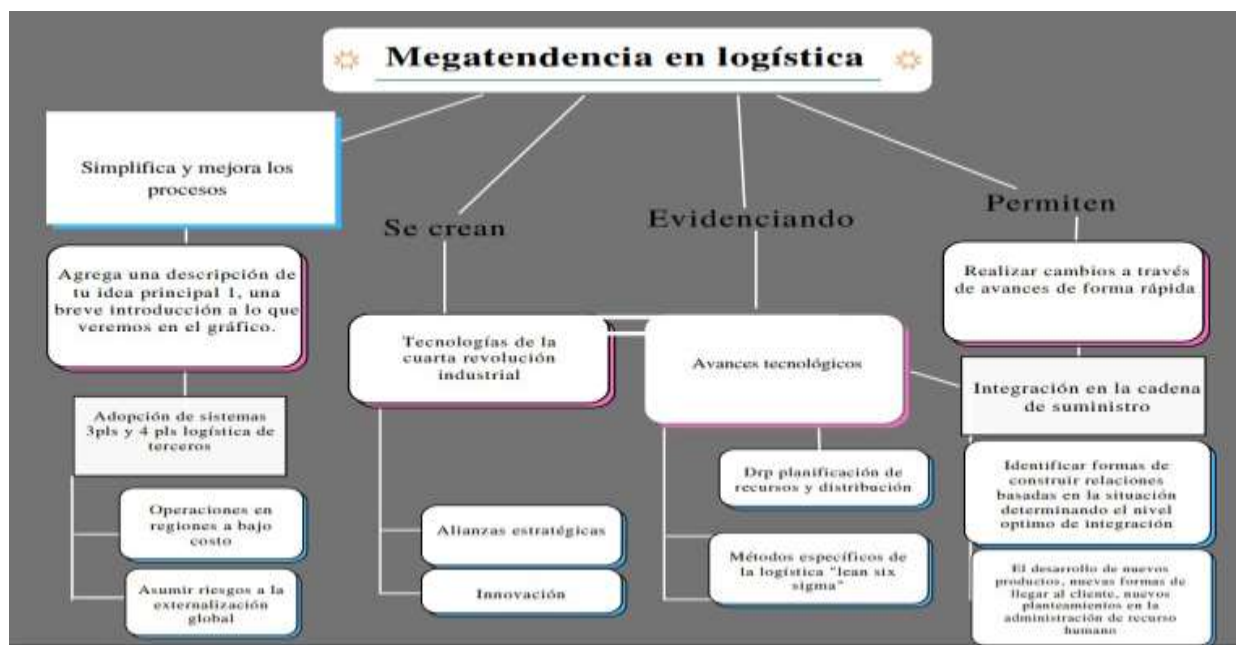 Megatendencia en logística
Simplifica y mejora los
procesos
Agrega una descripción de
tu idea principal 1, una
breve introducción a lo que
veremos en el gráfico.
Adopción de sistemas
3pls y 4 pls logística de
terceros
Operaciones en
regiones a bajo
costo
Asumir riesgos a la
externalización
global
Se crean
Tecnologías de la
cuarta revolución
industrial
Alianzas estratégicas
Innovación
Evidenciando
Avances tecnológicos
Drp planificación de
recursos y distribución
Métodos específicos de
la logística "lean six
sigma"
Permiten
Realizar cambios a través
de avances de forma rápida
Integración en la cadena
de suministro
Identificar formas de
construir relaciones
basadas en la situación
determinando el nivel
optimo de integración
El desarrollo de nuevos
productos, nuevas formas de
llegar al cliente, nuevos
planteamientos en la
administración de recurso
humano